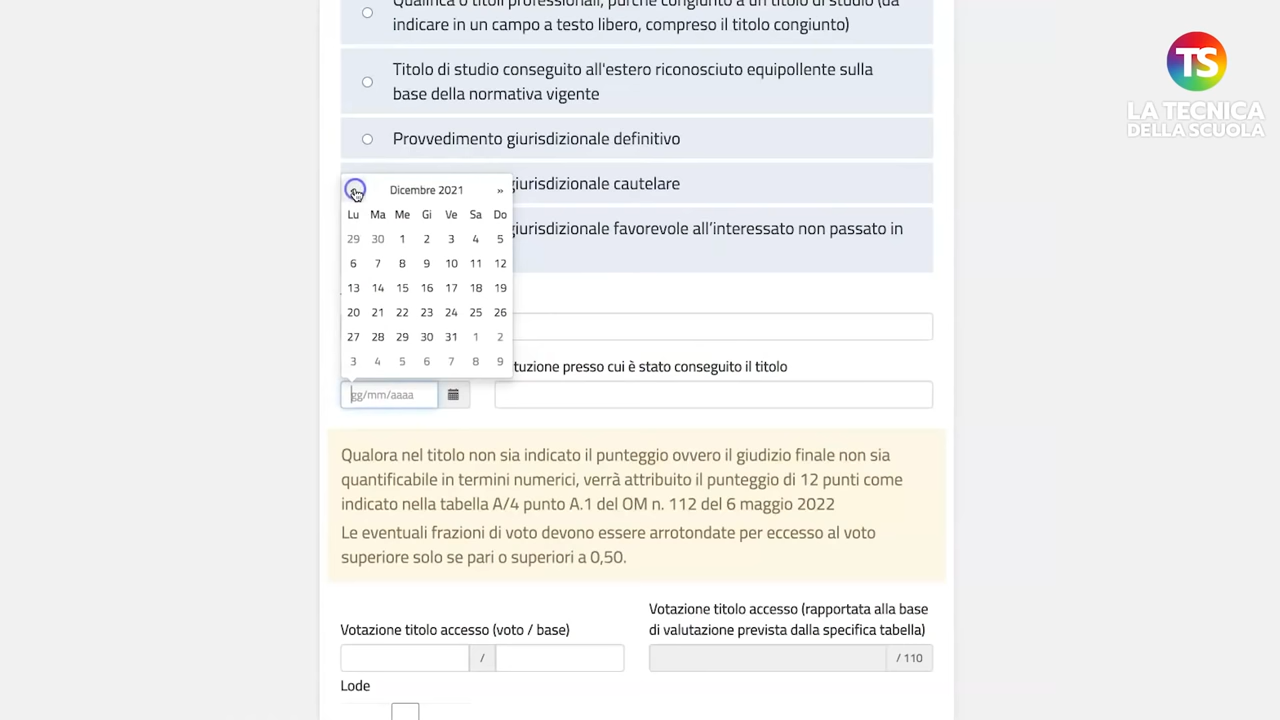 Qualifica o titoli professionali, purché congiunto a un titolo di studio (da
indicare in un campo a testo libero, compreso il titolo congiunto)
TS
LA TECNICA
DELLA SCUOLA
Titolo di studio conseguito all'estero riconosciuto equipollente sulla
base della normativa vigente
Provvedimento giurisdizionale definitivo
giurisdizionale cautelare
giurisdizionale favorevole all'interessato non passato in
Dicembre 2021 »
Lu Ma Me Gi Ve Sa Do
29 30 1 2 3 4 5
6 7 8 9 10 11 12
13 14 15 16 17 18 19
20 21 22 23 24 25 26
27 28 29 30 31 1 2
3 4 5 6 7 8 9
tuzione presso cui è stato conseguito il titolo
gg/mm/aaaa
Qualora nel titolo non sia indicato il punteggio ovvero il giudizio finale non sia
quantificabile in termini numerici, verrà attribuito il punteggio di 12 punti come
indicato nella tabella A/4 punto A.1 del OM n. 112 del 6 maggio 2022
Le eventuali frazioni di voto devono essere arrotondate per eccesso al voto
superiore solo se pari o superiori a 0,50.
Votazione titolo accesso (voto / base)
/
Votazione titolo accesso (rapportata alla base
di valutazione prevista dalla specifica tabella)
/ 110
Lode